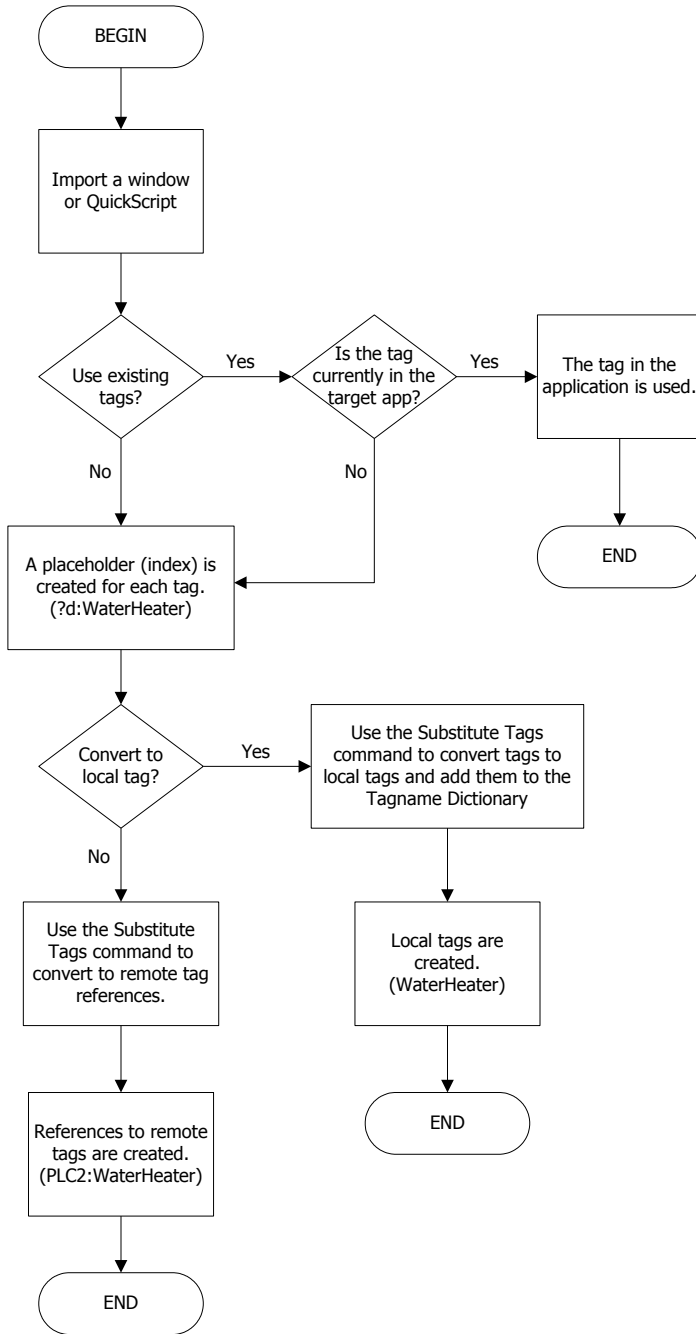 BEGIN
Import a window
or QuickScript
Use existing
tags?
Yes
Is the tag
currently in the
target app?
Yes
The tag in the
application is used.
No
No
END
A placeholder (index) is
created for each tag.
(?d:WaterHeater)
Convert to
local tag?
Yes
Use the Substitute Tags
command to convert tags to
local tags and add them to the
Tagname Dictionary
No
Use the Substitute
Tags command to
convert to remote tag
references.
Local tags are
created.
(WaterHeater)
References to remote
tags are created.
(PLC2:WaterHeater)
END
END